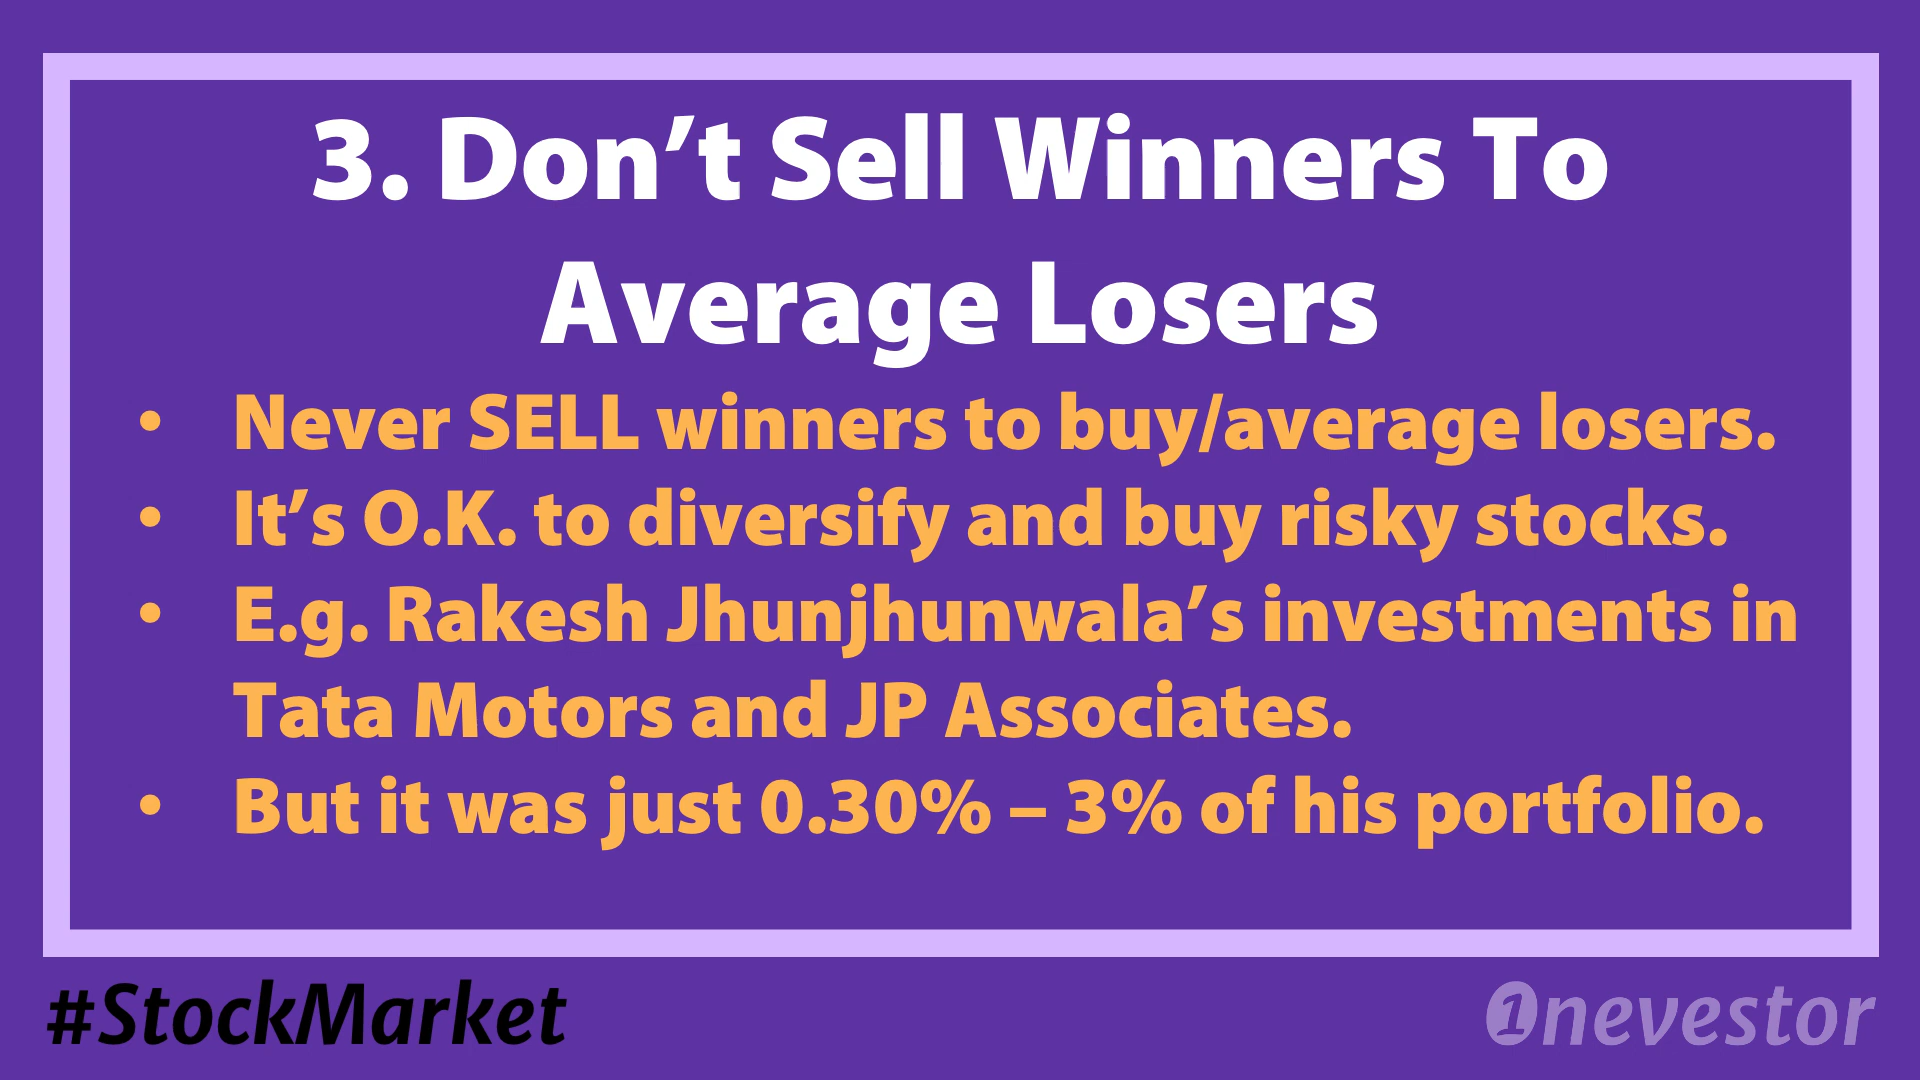 3. Don’t Sell Winners To
Average Losers
• Never SELL winners to buy/average losers.
• It’s O.K. to diversify and buy risky stocks.
• E.g. Rakesh Jhunjhunwala’s investments in
Tata Motors and JP Associates.
• But it was just 0.30% – 3% of his portfolio.
#StockMarket
1nevestor